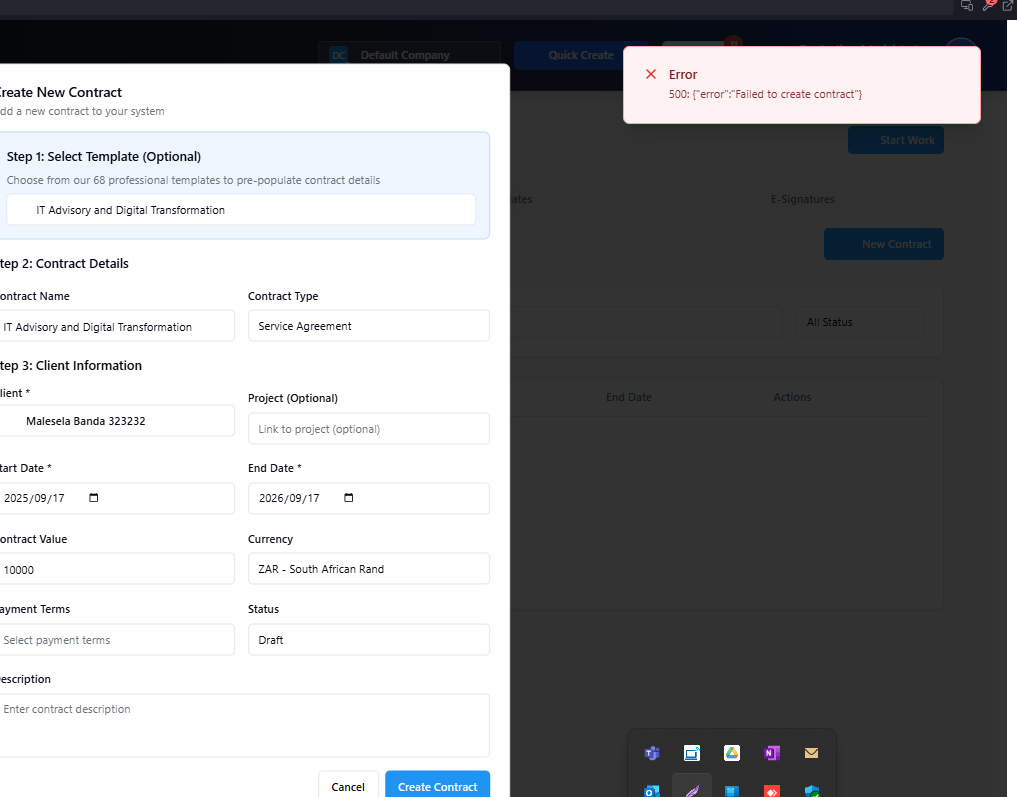 DC Default Company
Quick Create
Error
500: {"error":"Failed to create contract"}
Start Work
ates
E-Signatures
New Contract
All Status
End Date
Actions
reate New Contract
dd a new contract to your system
Step 1: Select Template (Optional)
Choose from our 68 professional templates to pre-populate contract details
IT Advisory and Digital Transformation
tep 2: Contract Details
ontract Name
Contract Type
IT Advisory and Digital Transformation
Service Agreement
tep 3: Client Information
lient *
Project (Optional)
Malesela Banda 323232
Link to project (optional)
tart Date *
End Date *
2025/09/17
2026/09/17
ontract Value
Currency
10000
ZAR - South African Rand
ayment Terms
Status
Select payment terms
Draft
escription
Enter contract description
Cancel
Create Contract